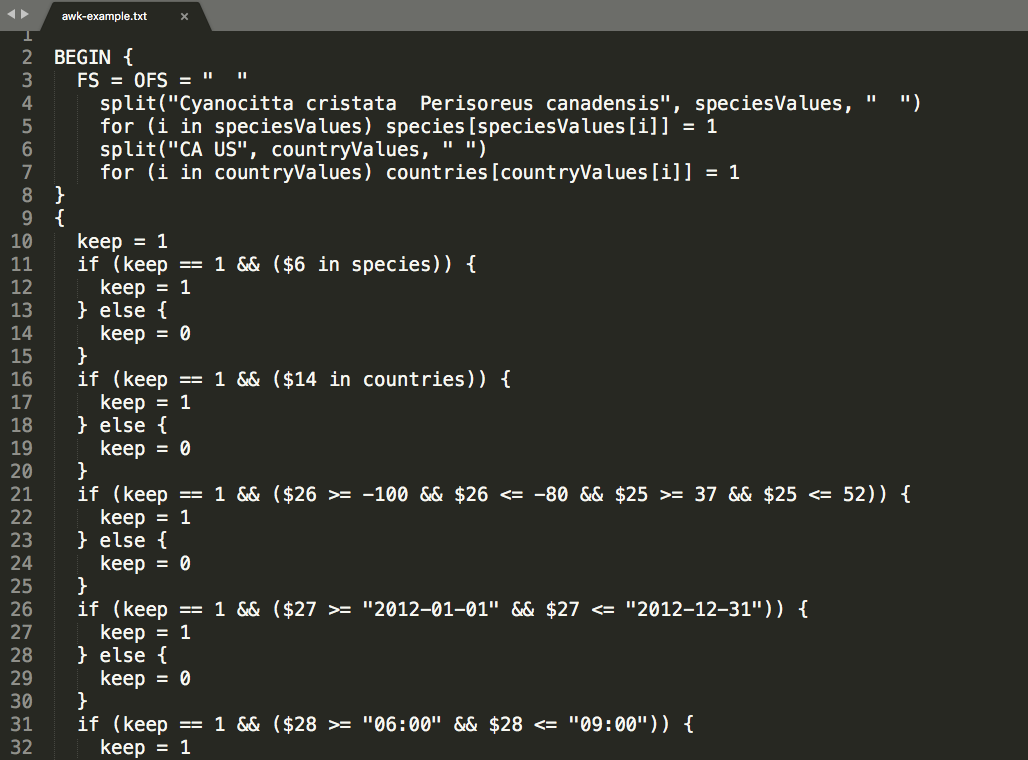 awk-example.txt ×
1
2 BEGIN {
3   FS = OFS = "  "
4     split("Cyanocitta cristata  Perisoreus canadensis", speciesValues, "  ")
5     for (i in speciesValues) species[speciesValues[i]] = 1
6     split("CA US", countryValues, " ")
7     for (i in countryValues) countries[countryValues[i]] = 1
8 }
9 {
10   keep = 1
11   if (keep == 1 && ($6 in species)) {
12     keep = 1
13   } else {
14     keep = 0
15   }
16   if (keep == 1 && ($14 in countries)) {
17     keep = 1
18   } else {
19     keep = 0
20   }
21   if (keep == 1 && ($26 >= -100 && $26 <= -80 && $25 >= 37 && $25 <= 52)) {
22     keep = 1
23   } else {
24     keep = 0
25   }
26   if (keep == 1 && ($27 >= "2012-01-01" && $27 <= "2012-12-31")) {
27     keep = 1
28   } else {
29     keep = 0
30   }
31   if (keep == 1 && ($28 >= "06:00" && $28 <= "09:00")) {
32     keep = 1